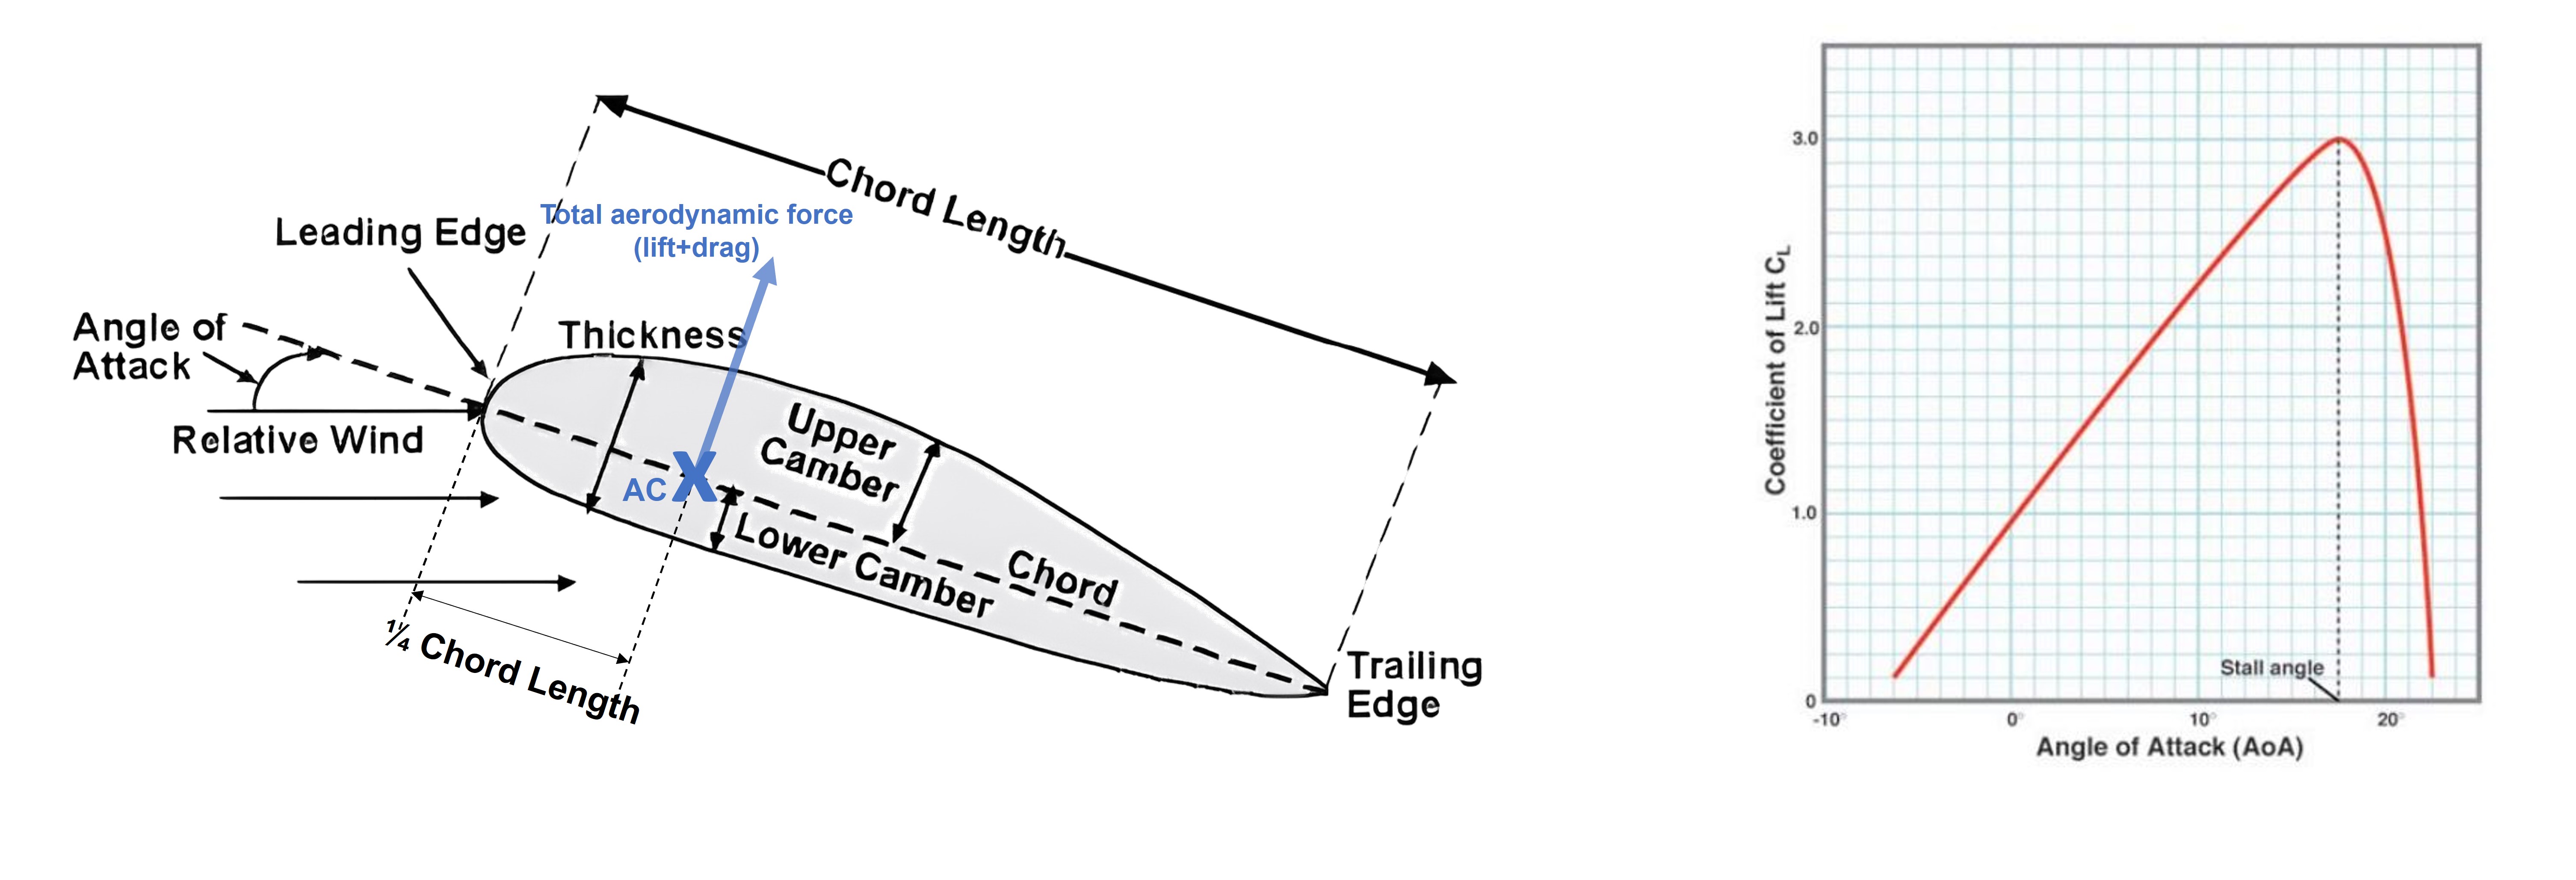 Chord Length
Leading Edge
Total aerodynamic force
(lift+drag)
Angle of
Attack
Thickness
Relative Wind
Upper
Camber
AC
Lower Camber
Chord
¼ Chord Length
Trailing
Edge
Coefficient of Lift C_L
3.0
2.0
1.0
0
Stall angle
-10° 0° 10° 20°
Angle of Attack (AoA)